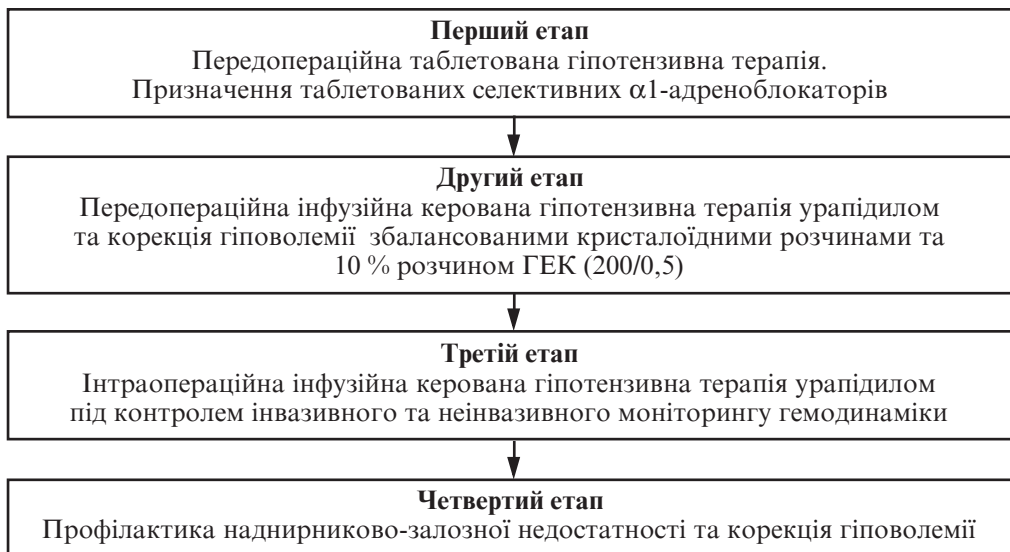 Перший етап
Передопераційна таблетована гіпотензивна терапія.
Призначення таблетованих селективних α1-адреноблокаторів
Другий етап
Передопераційна інфузійна керована гіпотензивна терапія урапідилом
та корекція гіповолемії збалансованими кристалоїдними розчинами та
10 % розчином ГЕК (200/0,5)
Третій етап
Інтраопераційна інфузійна керована гіпотензивна терапія урапідилом
під контролем інвазивного та неінвазивного моніторингу гемодинаміки
Четвертий етап
Профілактика наднирниково-залозної недостатності та корекція гіповолемії